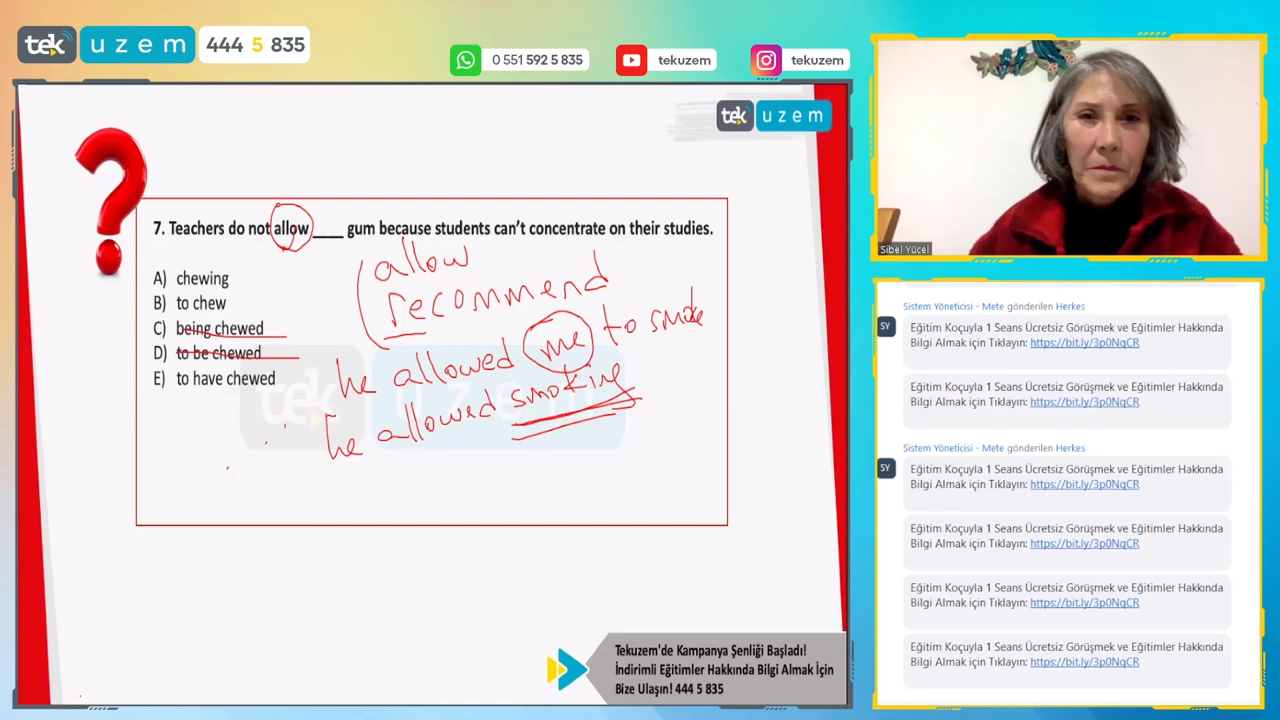 tek uzem 444 5 835
0 551 592 5 835
tekuzem
tekuzem
tek uzem
7. Teachers do not allow ____ gum because students can't concentrate on their studies.
A) chewing
B) to chew
C) being chewed
D) to be chewed
E) to have chewed
allow
recommend
he allowed me to smoke
he allowed smoking
tek uzem
Tekuzem'de Kampanya Şenliği Başladı!
İndirimli Eğitimler Hakkında Bilgi Almak İçin
Bize Ulaşın! 444 5 835
Sibel Yücel
Sistem Yöneticisi - Mete gönderilen Herkes
SY
Eğitim Koçuyla 1 Seans Ücretsiz Görüşmek ve Eğitimler Hakkında
Bilgi Almak için Tıklayın: https://bit.ly/3p0NqCR
Eğitim Koçuyla 1 Seans Ücretsiz Görüşmek ve Eğitimler Hakkında
Bilgi Almak için Tıklayın: https://bit.ly/3p0NqCR
Sistem Yöneticisi - Mete gönderilen Herkes
SY
Eğitim Koçuyla 1 Seans Ücretsiz Görüşmek ve Eğitimler Hakkında
Bilgi Almak için Tıklayın: https://bit.ly/3p0NqCR
Eğitim Koçuyla 1 Seans Ücretsiz Görüşmek ve Eğitimler Hakkında
Bilgi Almak için Tıklayın: https://bit.ly/3p0NqCR
Eğitim Koçuyla 1 Seans Ücretsiz Görüşmek ve Eğitimler Hakkında
Bilgi Almak için Tıklayın: https://bit.ly/3p0NqCR
Eğitim Koçuyla 1 Seans Ücretsiz Görüşmek ve Eğitimler Hakkında
Bilgi Almak için Tıklayın: https://bit.ly/3p0NqCR